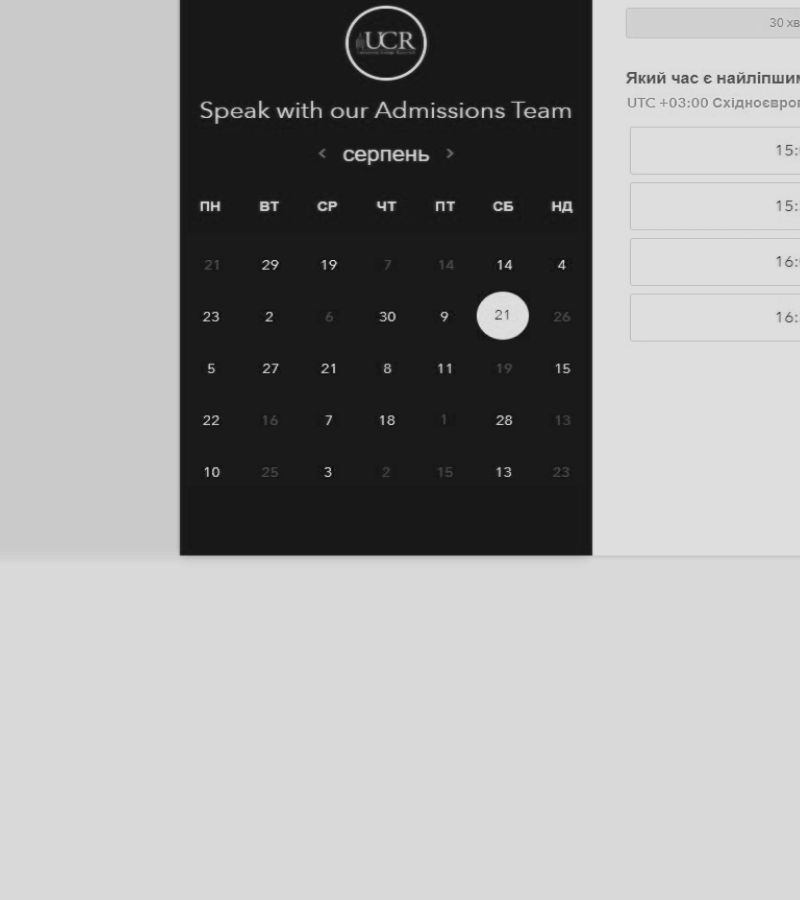 UCR
30 хв
Speak with our Admissions Team
Який час є найліпшим
UTC +03:00 Східноєвроп
< серпень >
ПН ВТ СР ЧТ ПТ СБ НД
15:
21 29 19 7 14 14 4
15:
23 2 6 30 9 21 26
16:
5 27 21 8 11 19 15
16:
22 16 7 18 1 28 13
10 25 3 2 15 13 23